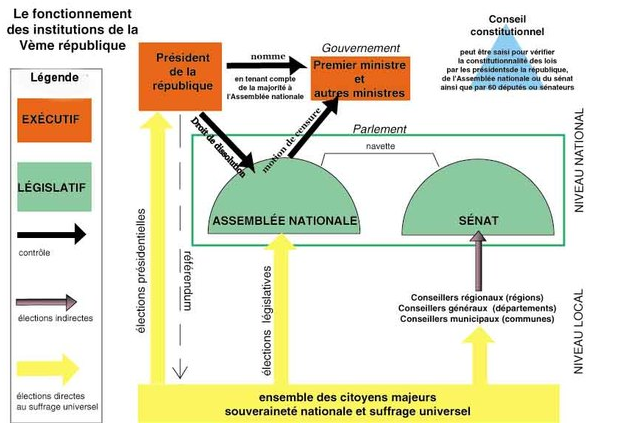 Le fonctionnement
des institutions de la
Vème république
Légende
EXÉCUTIF
LÉGISLATIF
contrôle
élections indirectes
élections directes
au suffrage universel
Président
de la
république
nomme
en tenant compte
de la majorité à
l'Assemblée nationale
Gouvernement
Premier ministre
et
autres ministres
Conseil
constitutionnel
peut être saisi pour vérifier
la constitutionnalité des lois
par les présidentsde la république,
de l'Assemblée nationale ou du sénat
ainsi que par 60 députés ou sénateurs
Droit de dissolution
motion de censure
Parlement
navette
ASSEMBLÉE NATIONALE
SÉNAT
NIVEAU NATIONAL
élections présidentielles
référendum
élections législatives
Conseillers régionaux (régions)
Conseillers généraux (départements)
Conseillers municipaux (communes)
NIVEAU LOCAL
ensemble des citoyens majeurs
souveraineté nationale et suffrage universel